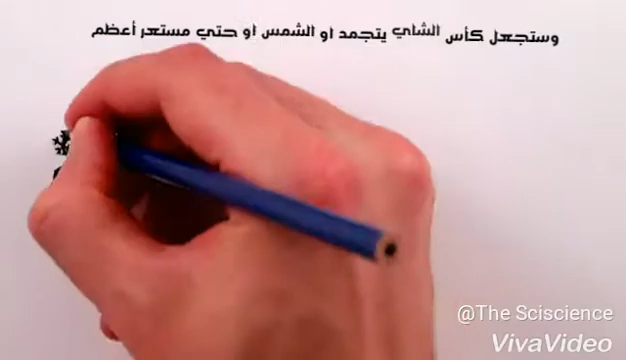 وستجعل كأس الشاي يتجمد او الشمس او حتي مستعر أعظم
@The Sciscience
VivaVideo